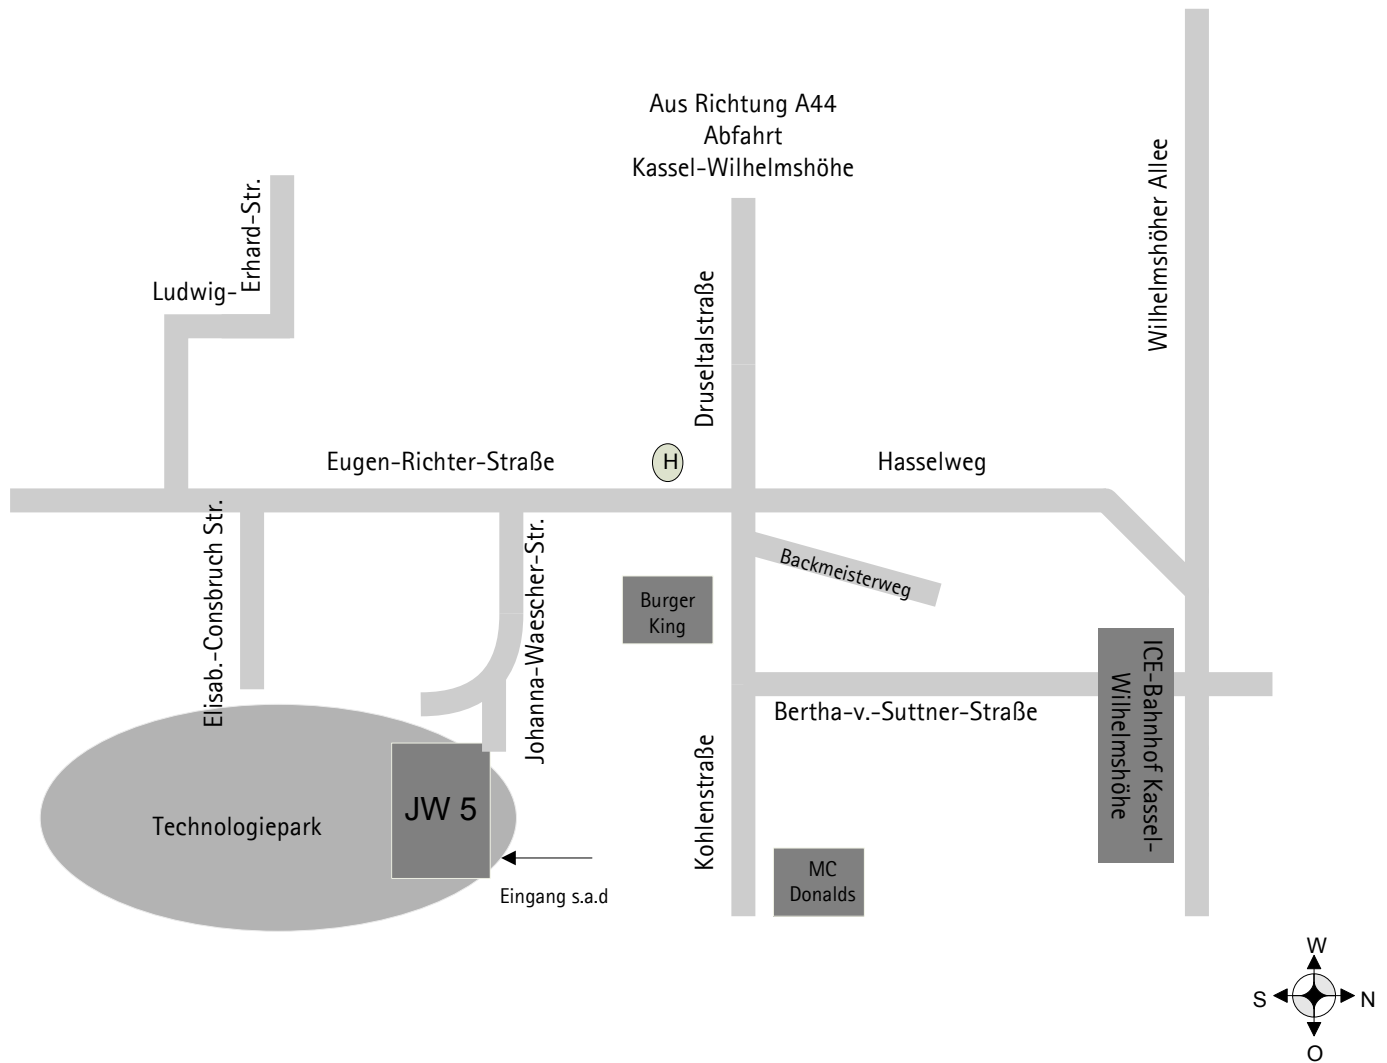 Aus Richtung A44
Abfahrt
Kassel-Wilhelmshöhe
Wilhelmshöher Allee
Erhard-Str.
Ludwig-
Druseltalstraße
Eugen-Richter-Straße
H
Hasselweg
Elisab.-Consbruch Str.
Johanna-Waescher-Str.
Backmeisterweg
Burger
King
ICE-Bahnhof Kassel-
Wilhelmshöhe
Bertha-v.-Suttner-Straße
Kohlenstraße
JW 5
Technologiepark
MC
Donalds
Eingang s.a.d
W
S
N
O